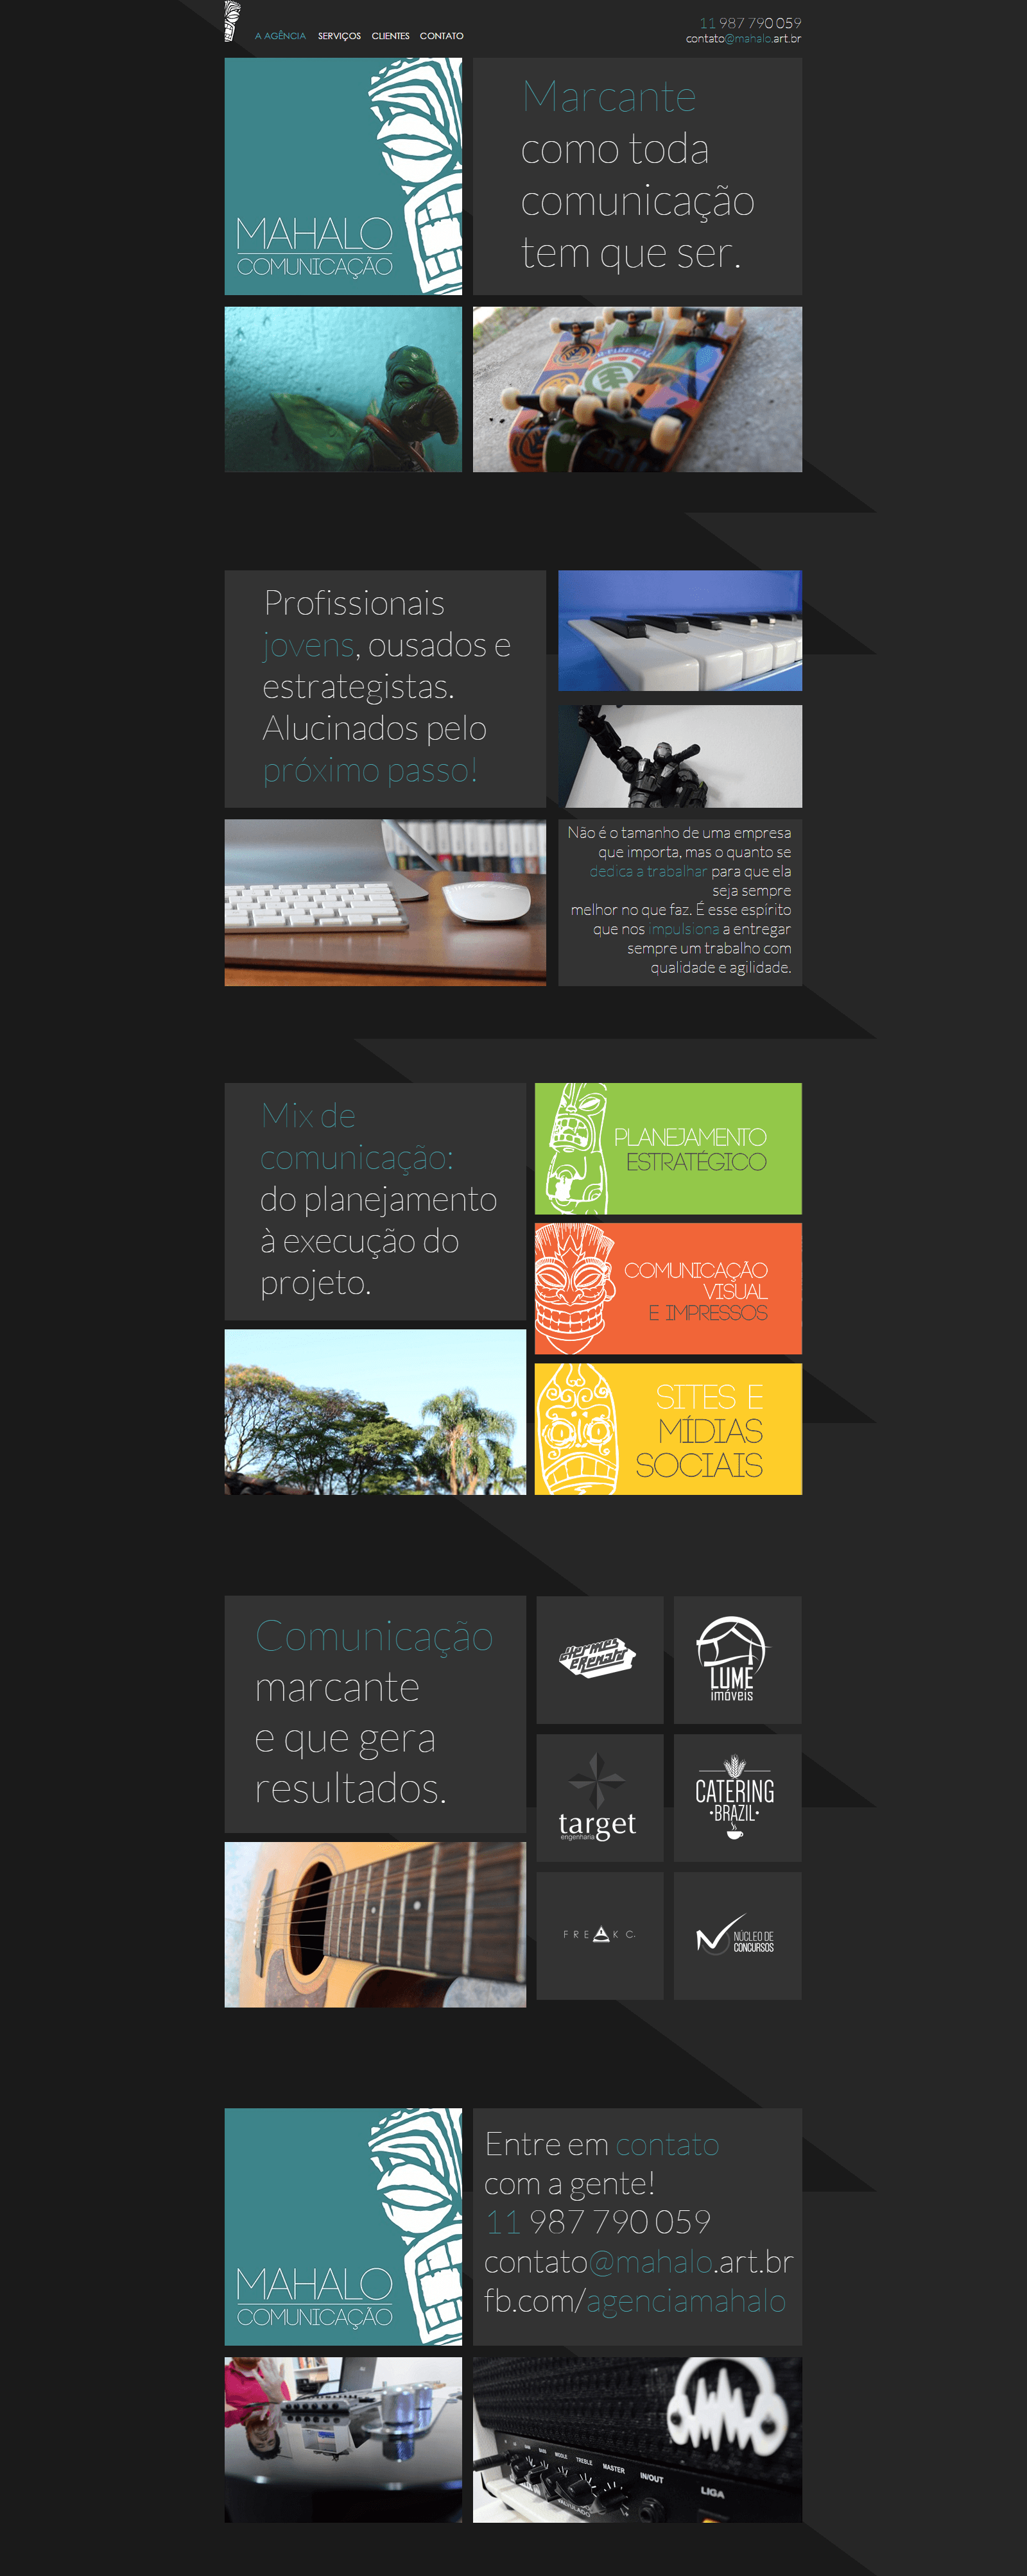 A AGÊNCIA SERVIÇOS CLIENTES CONTATO
11 987 790 059
contato@mahalo.art.br
MAHALO
COMUNICAÇÃO
Marcante
como toda
comunicação
tem que ser.
Profissionais
jovens, ousados e
estrategistas.
Alucinados pelo
próximo passo!
Não é o tamanho de uma empresa
que importa, mas o quanto se
dedica a trabalhar para que ela
seja sempre
melhor no que faz. É esse espírito
que nos impulsiona a entregar
sempre um trabalho com
qualidade e agilidade.
Mix de
comunicação:
do planejamento
à execução do
projeto.
PLANEJAMENTO
ESTRATÉGICO
COMUNICAÇÃO
VISUAL
E IMPRESSOS
SITES E
MÍDIAS
SOCIAIS
Comunicação
marcante
e que gera
resultados.
LUME
imóveis
target
engenharia
CATERING
BRAZIL
FREAK C.
NÚCLEO DE
CONCURSOS
MAHALO
COMUNICAÇÃO
Entre em contato
com a gente!
11 987 790 059
contato@mahalo.art.br
fb.com/agenciamahalo
BASS MIDDLE TREBLE MASTER IN/OUT LIGA